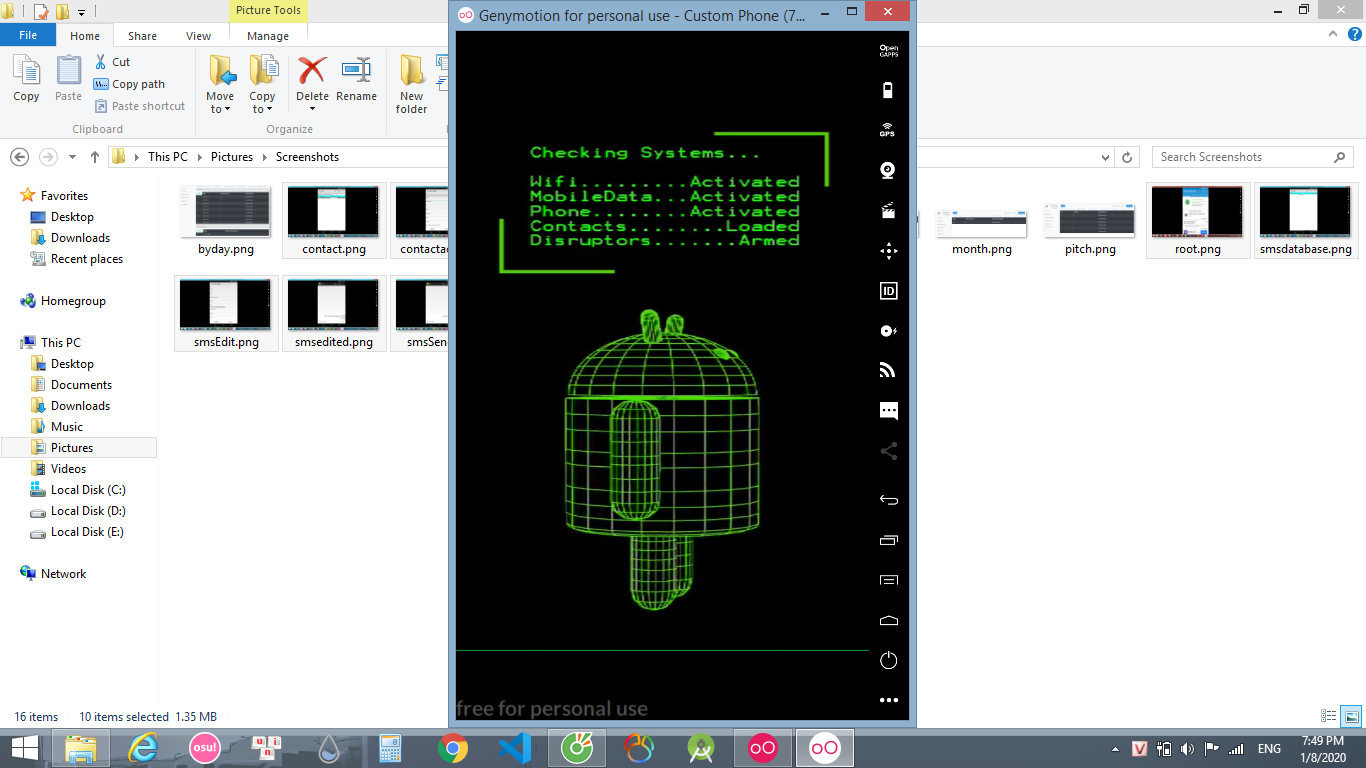 Picture Tools
Genymotion for personal use - Custom Phone (7...
File
Home
Share
View
Manage
Copy
Paste
Cut
Copy path
Paste shortcut
Clipboard
Move to
Copy to
Delete
Rename
Organize
New folder
This PC
Pictures
Screenshots
Search Screenshots
Favorites
Desktop
Downloads
Recent places
Homegroup
This PC
Desktop
Documents
Downloads
Music
Pictures
Videos
Local Disk (C:)
Local Disk (D:)
Local Disk (E:)
Network
byday.png
contact.png
month.png
pitch.png
root.png
smsdatabase.png
smsEdit.png
smsedited.png
Checking Systems...
Wifi.........Activated
MobileData...Activated
Phone........Activated
Contacts........Loaded
Disruptors.......Armed
free for personal use
Open GAPPS
GPS
ID
16 items
10 items selected
1.35 MB
osu!
u n i
ENG
7:49 PM
1/8/2020